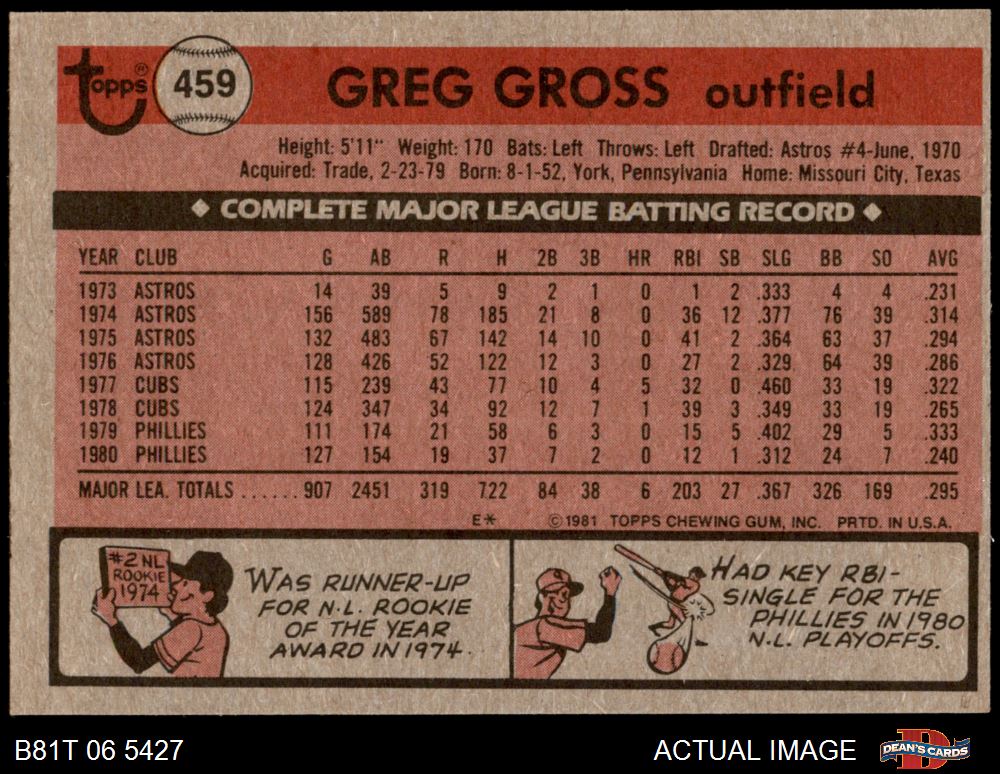 topps® 459 GREG GROSS outfield
Height: 5'11" Weight: 170 Bats: Left Throws: Left Drafted: Astros #4-June, 1970
Acquired: Trade, 2-23-79 Born: 8-1-52, York, Pennsylvania Home: Missouri City, Texas
◆ COMPLETE MAJOR LEAGUE BATTING RECORD ◆
YEAR CLUB G AB R H 2B 3B HR RBI SB SLG BB SO AVG
1973 ASTROS 14 39 5 9 2 1 0 1 2 .333 4 4 .231
1974 ASTROS 156 589 78 185 21 8 0 36 12 .377 76 39 .314
1975 ASTROS 132 483 67 142 14 10 0 41 2 .364 63 37 .294
1976 ASTROS 128 426 52 122 12 3 0 27 2 .329 64 39 .286
1977 CUBS 115 239 43 77 10 4 5 32 0 .460 33 19 .322
1978 CUBS 124 347 34 92 12 7 1 39 3 .349 33 19 .265
1979 PHILLIES 111 174 21 58 6 3 0 15 5 .402 29 5 .333
1980 PHILLIES 127 154 19 37 7 2 0 12 1 .312 24 7 .240
MAJOR LEA. TOTALS ...... 907 2451 319 722 84 38 6 203 27 .367 326 169 .295
E* © 1981 TOPPS CHEWING GUM, INC. PRTD. IN U.S.A.
#2 NL
ROOKIE
1974
WAS RUNNER-UP
FOR N.L. ROOKIE
OF THE YEAR
AWARD IN 1974.
HAD KEY RBI-
SINGLE FOR THE
PHILLIES IN 1980
N.L. PLAYOFFS.
B81T 06 5427 ACTUAL IMAGE DEAN'S CARDS